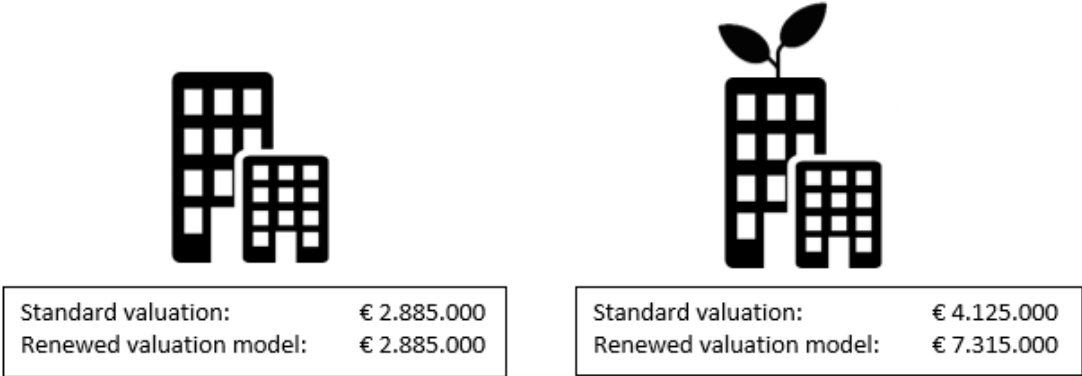 Standard valuation: € 2.885.000
Renewed valuation model: € 2.885.000
Standard valuation: € 4.125.000
Renewed valuation model: € 7.315.000